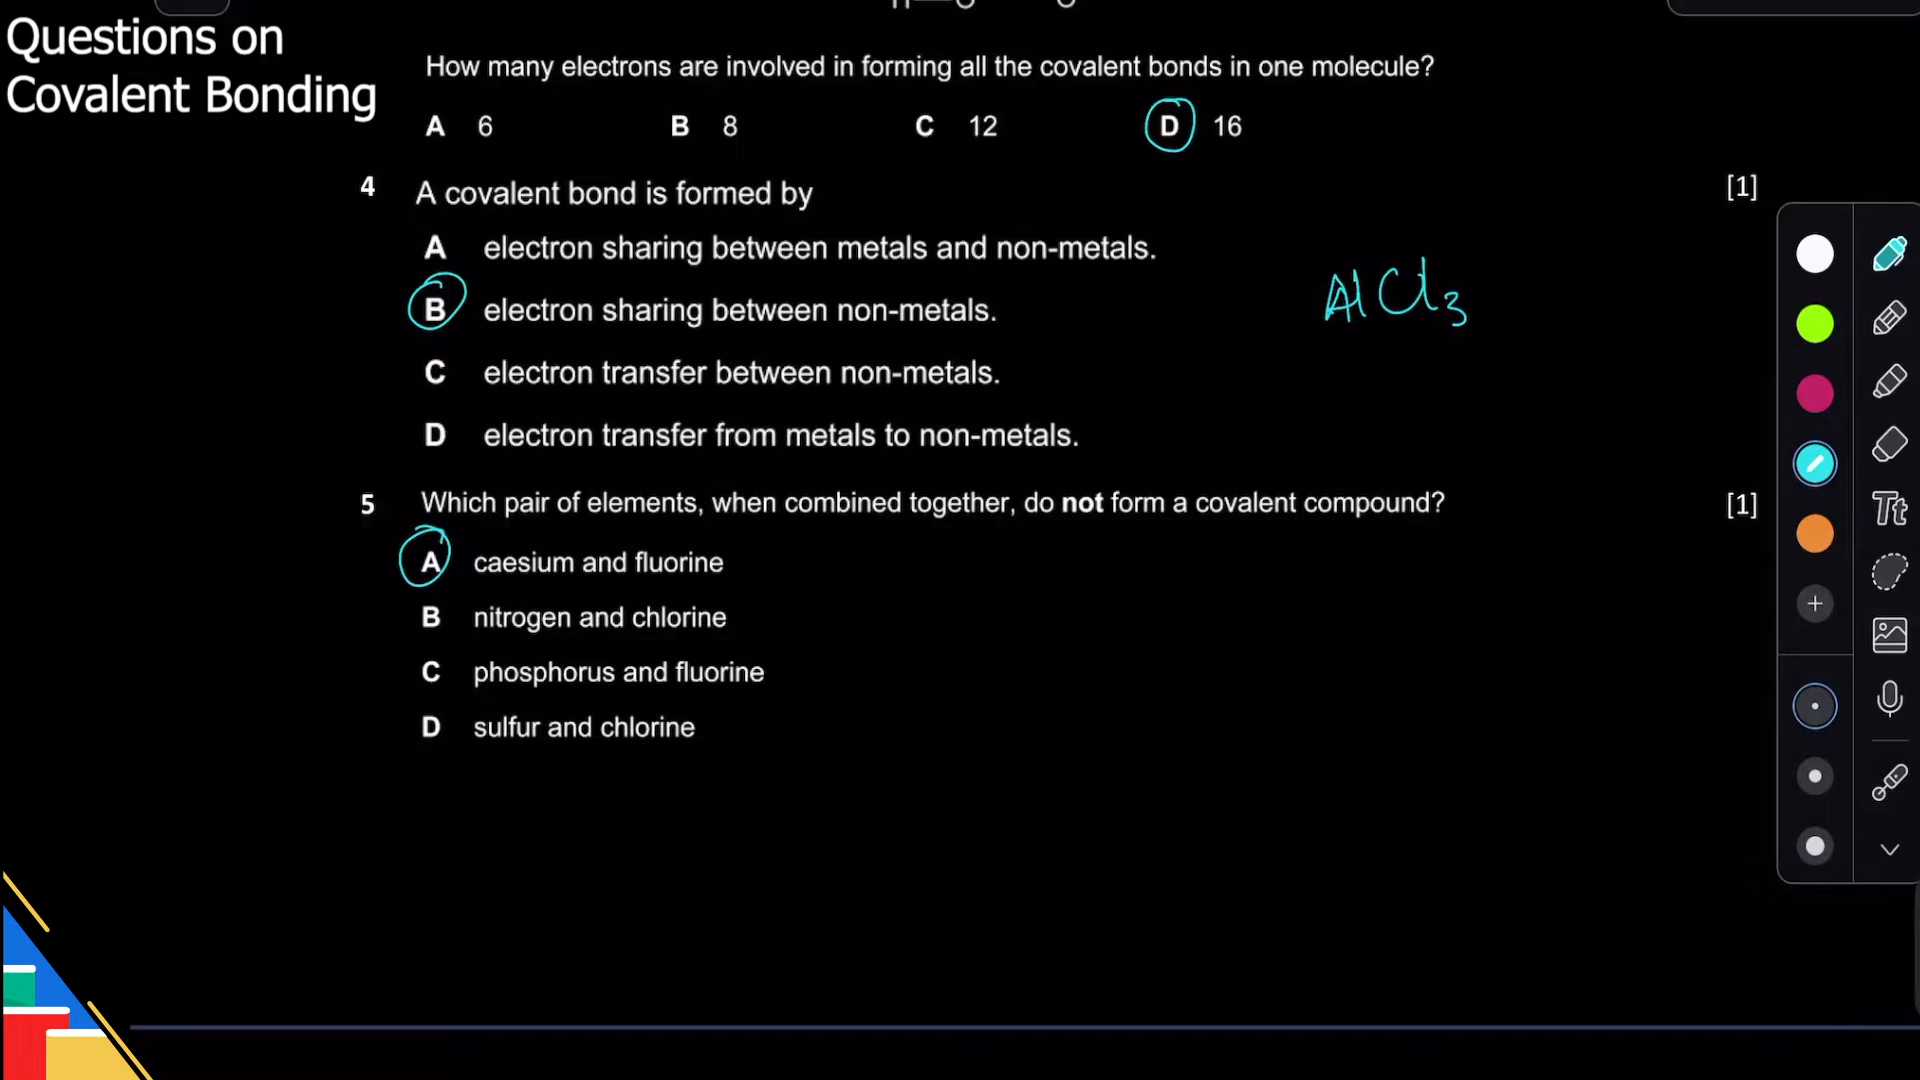 Questions on
Covalent Bonding
How many electrons are involved in forming all the covalent bonds in one molecule?
A 6 B 8 C 12 D 16
4 A covalent bond is formed by [1]
A electron sharing between metals and non-metals.
B electron sharing between non-metals.
AlCl3
C electron transfer between non-metals.
D electron transfer from metals to non-metals.
5 Which pair of elements, when combined together, do not form a covalent compound? [1]
A caesium and fluorine
B nitrogen and chlorine
C phosphorus and fluorine
D sulfur and chlorine
Tt